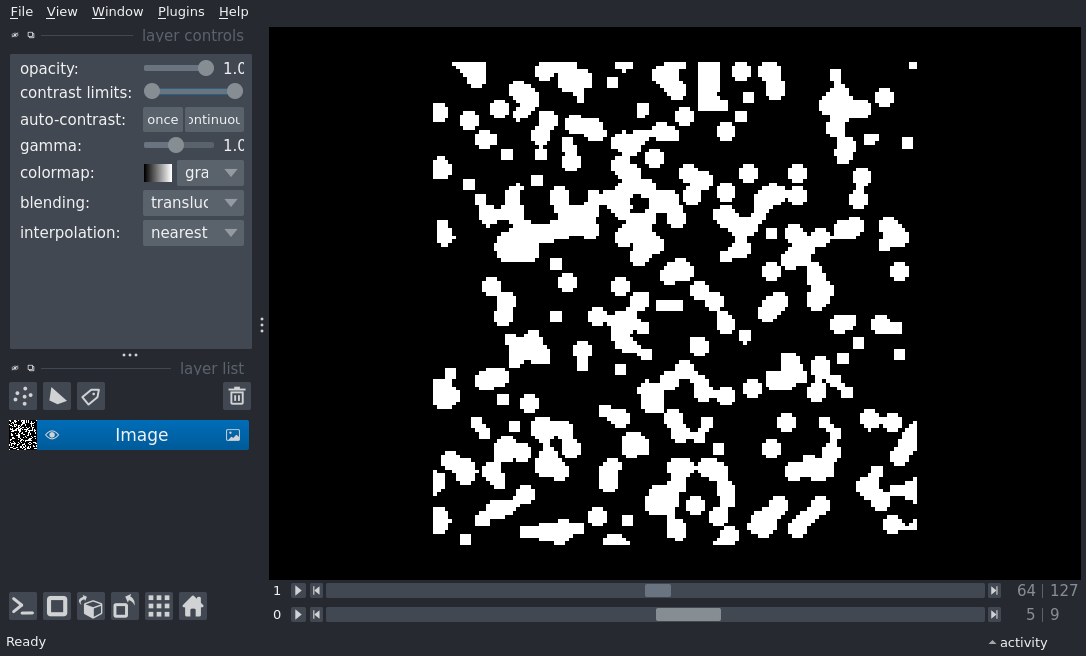 File View Window Plugins Help
layer controls
opacity: 1.0
contrast limits:
auto-contrast: once ontinuou
gamma: 1.0
colormap: gra
blending: transluc
interpolation: nearest
layer list
Image
1 64 127
0 5 9
Ready activity